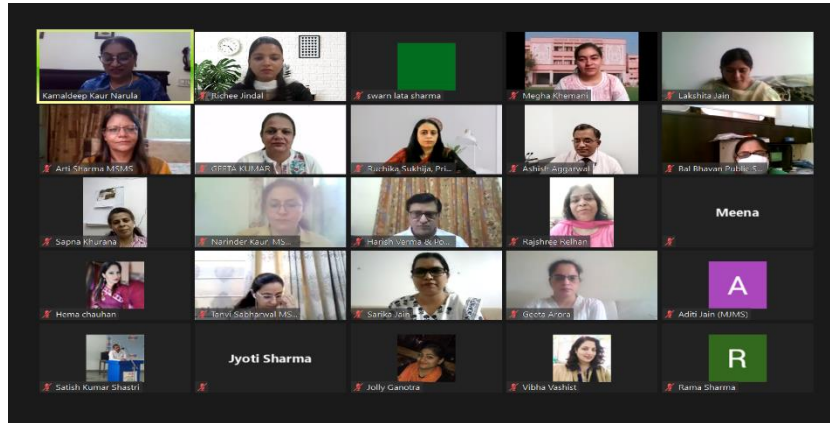 Kamaldeep Kaur Narula
Richee Jindal
swarn lata sharma
Megha Khemani
Lakshita Jain
Arti Sharma MSMS
GEETA KUMAR
Ruchika Sukhija, Pri...
Ashish Aggarwal
Bal Bhavan Public S...
Sapna Khurana
Narinder Kaur, MS...
Harish Verma & Po...
Rajshree Relhan
Meena
Hema chauhan
Tanvi Sabharwal MS...
Sarika Jain
Geeta Arora
A
Aditi Jain (MJMS)
Satish Kumar Shastri
Jyoti Sharma
Jolly Ganotra
Vibha Vashist
R
Rama Sharma